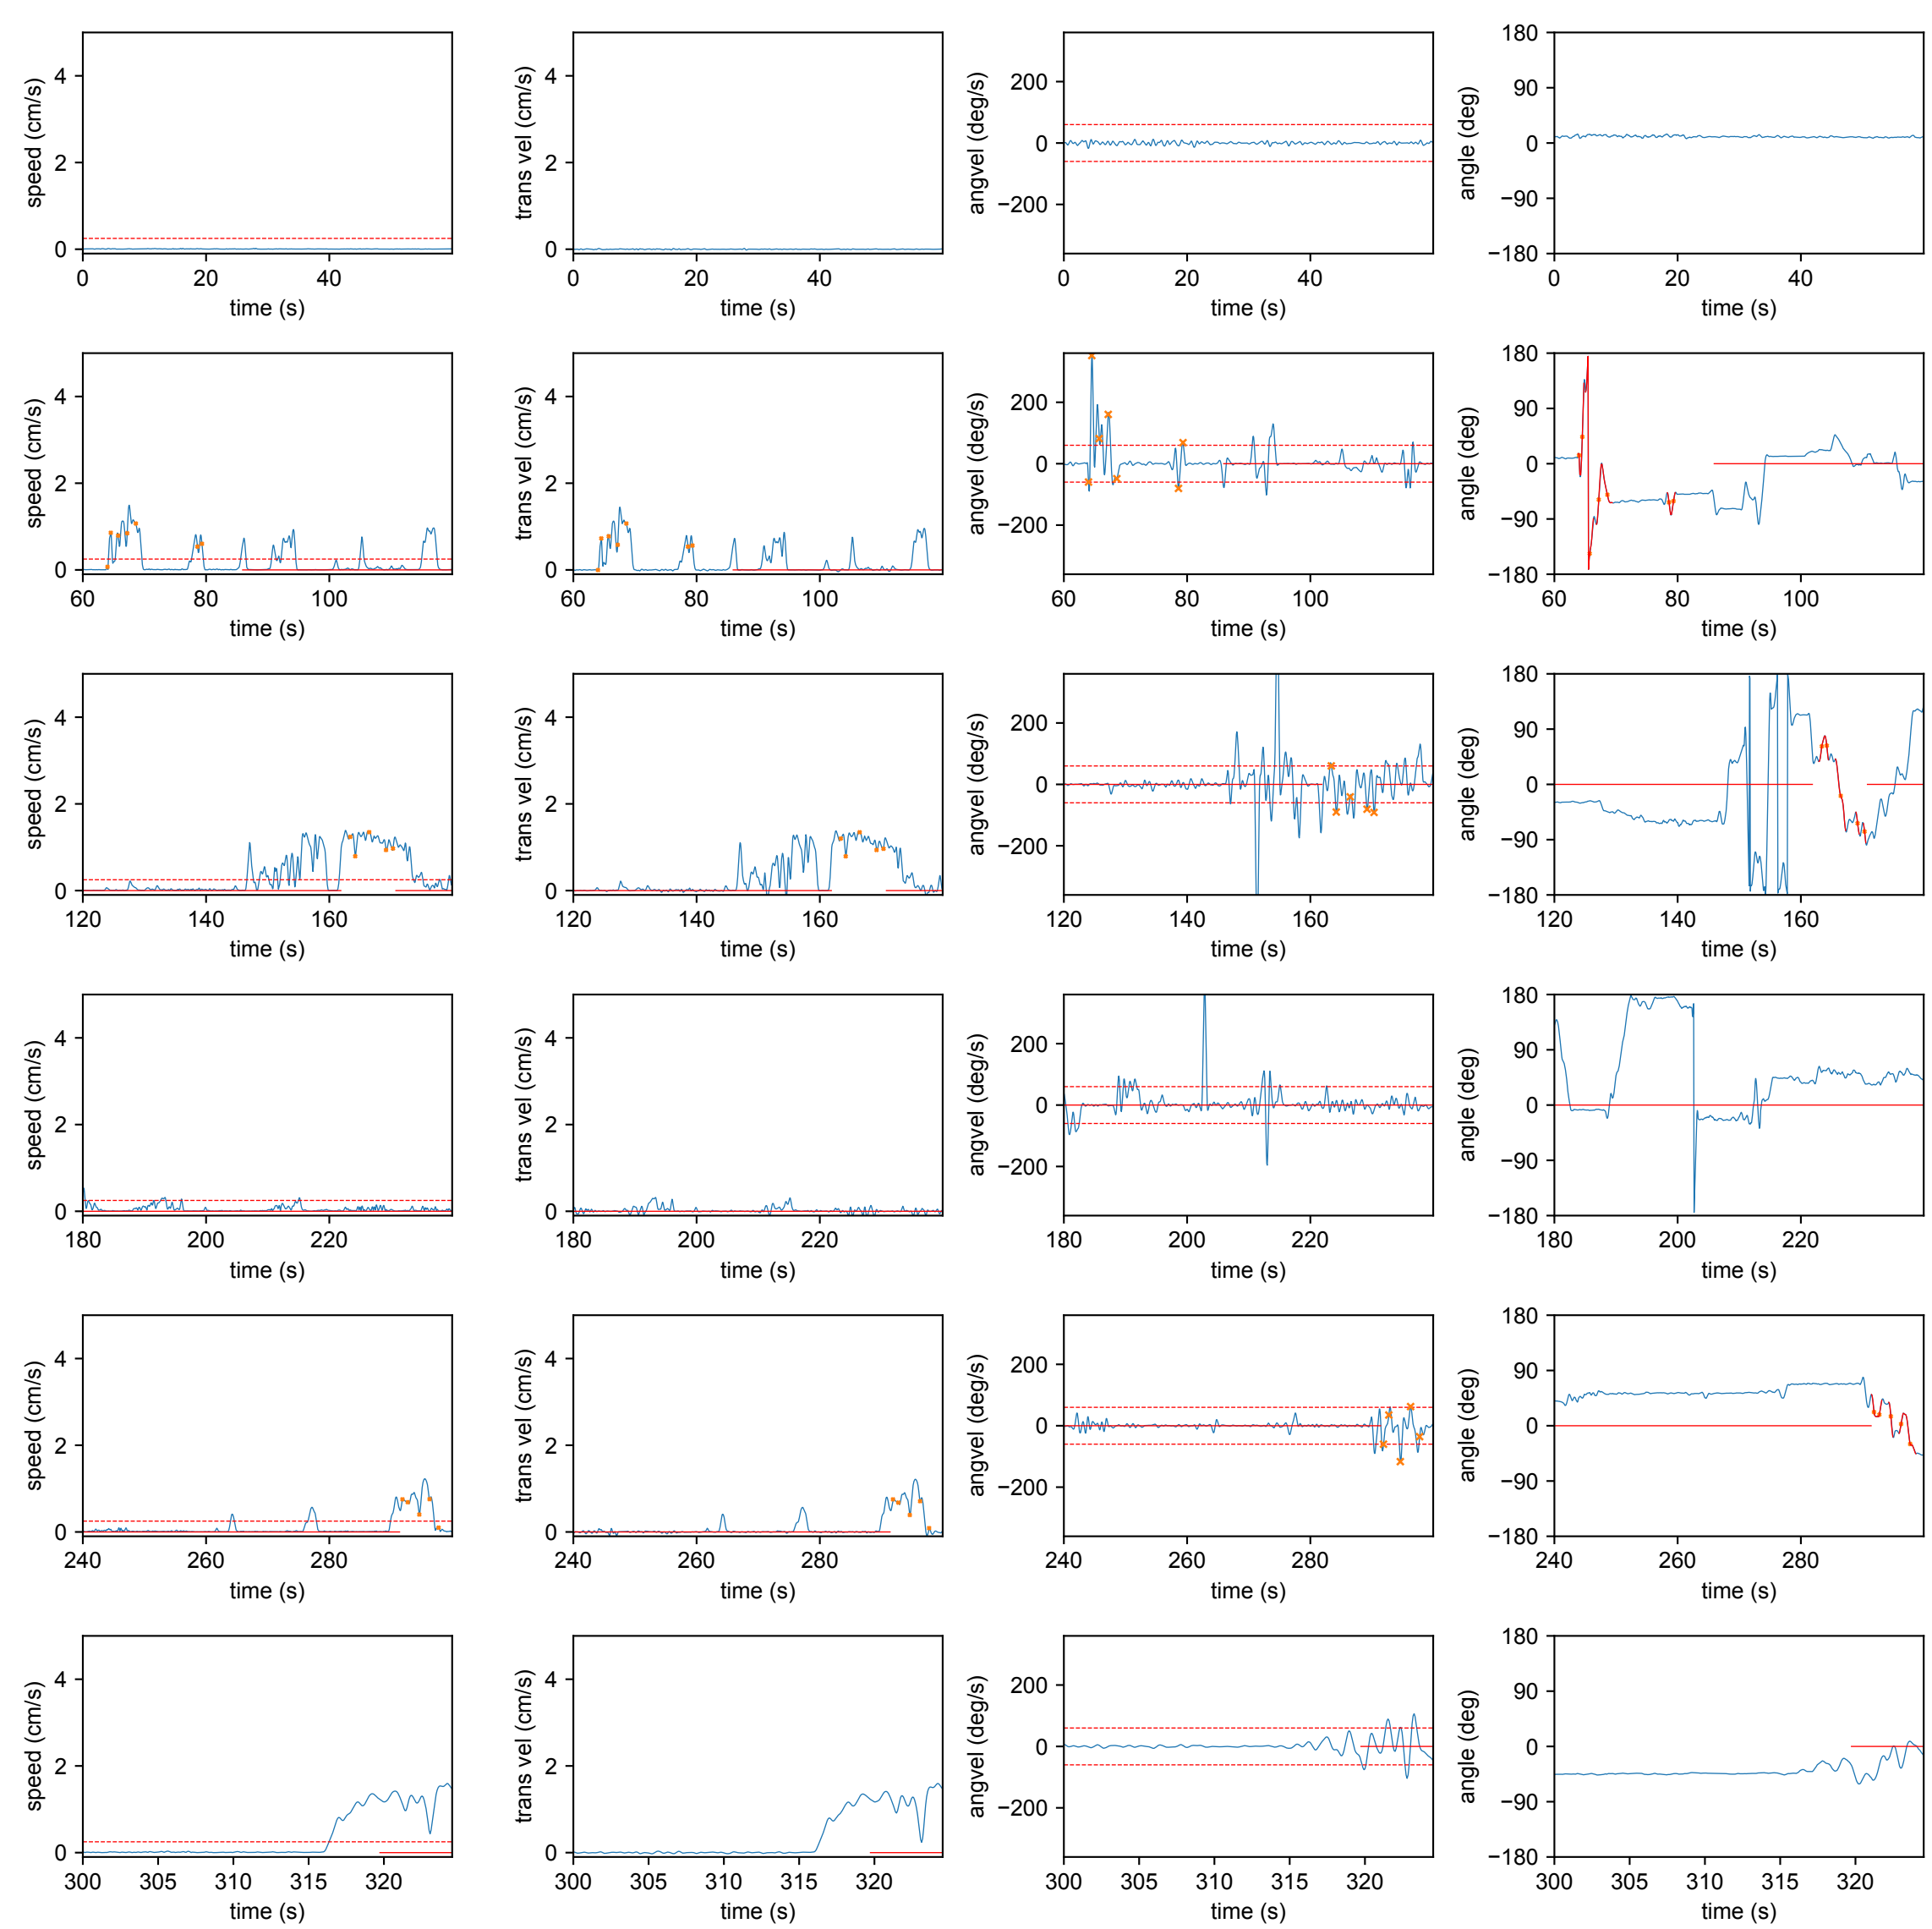 speed (cm/s) 4 2 0 0 20 40 time (s)
trans vel (cm/s) 4 2 0 0 20 40 time (s)
angvel (deg/s) 200 0 −200 0 20 40 time (s)
angle (deg) 180 90 0 −90 −180 0 20 40 time (s)
speed (cm/s) 4 2 0 60 80 100 time (s)
trans vel (cm/s) 4 2 0 60 80 100 time (s)
angvel (deg/s) 200 0 −200 60 80 100 time (s)
angle (deg) 180 90 0 −90 −180 60 80 100 time (s)
speed (cm/s) 4 2 0 120 140 160 time (s)
trans vel (cm/s) 4 2 0 120 140 160 time (s)
angvel (deg/s) 200 0 −200 120 140 160 time (s)
angle (deg) 180 90 0 −90 −180 120 140 160 time (s)
speed (cm/s) 4 2 0 180 200 220 time (s)
trans vel (cm/s) 4 2 0 180 200 220 time (s)
angvel (deg/s) 200 0 −200 180 200 220 time (s)
angle (deg) 180 90 0 −90 −180 180 200 220 time (s)
speed (cm/s) 4 2 0 240 260 280 time (s)
trans vel (cm/s) 4 2 0 240 260 280 time (s)
angvel (deg/s) 200 0 −200 240 260 280 time (s)
angle (deg) 180 90 0 −90 −180 240 260 280 time (s)
speed (cm/s) 4 2 0 300 305 310 315 320 time (s)
trans vel (cm/s) 4 2 0 300 305 310 315 320 time (s)
angvel (deg/s) 200 0 −200 300 305 310 315 320 time (s)
angle (deg) 180 90 0 −90 −180 300 305 310 315 320 time (s)